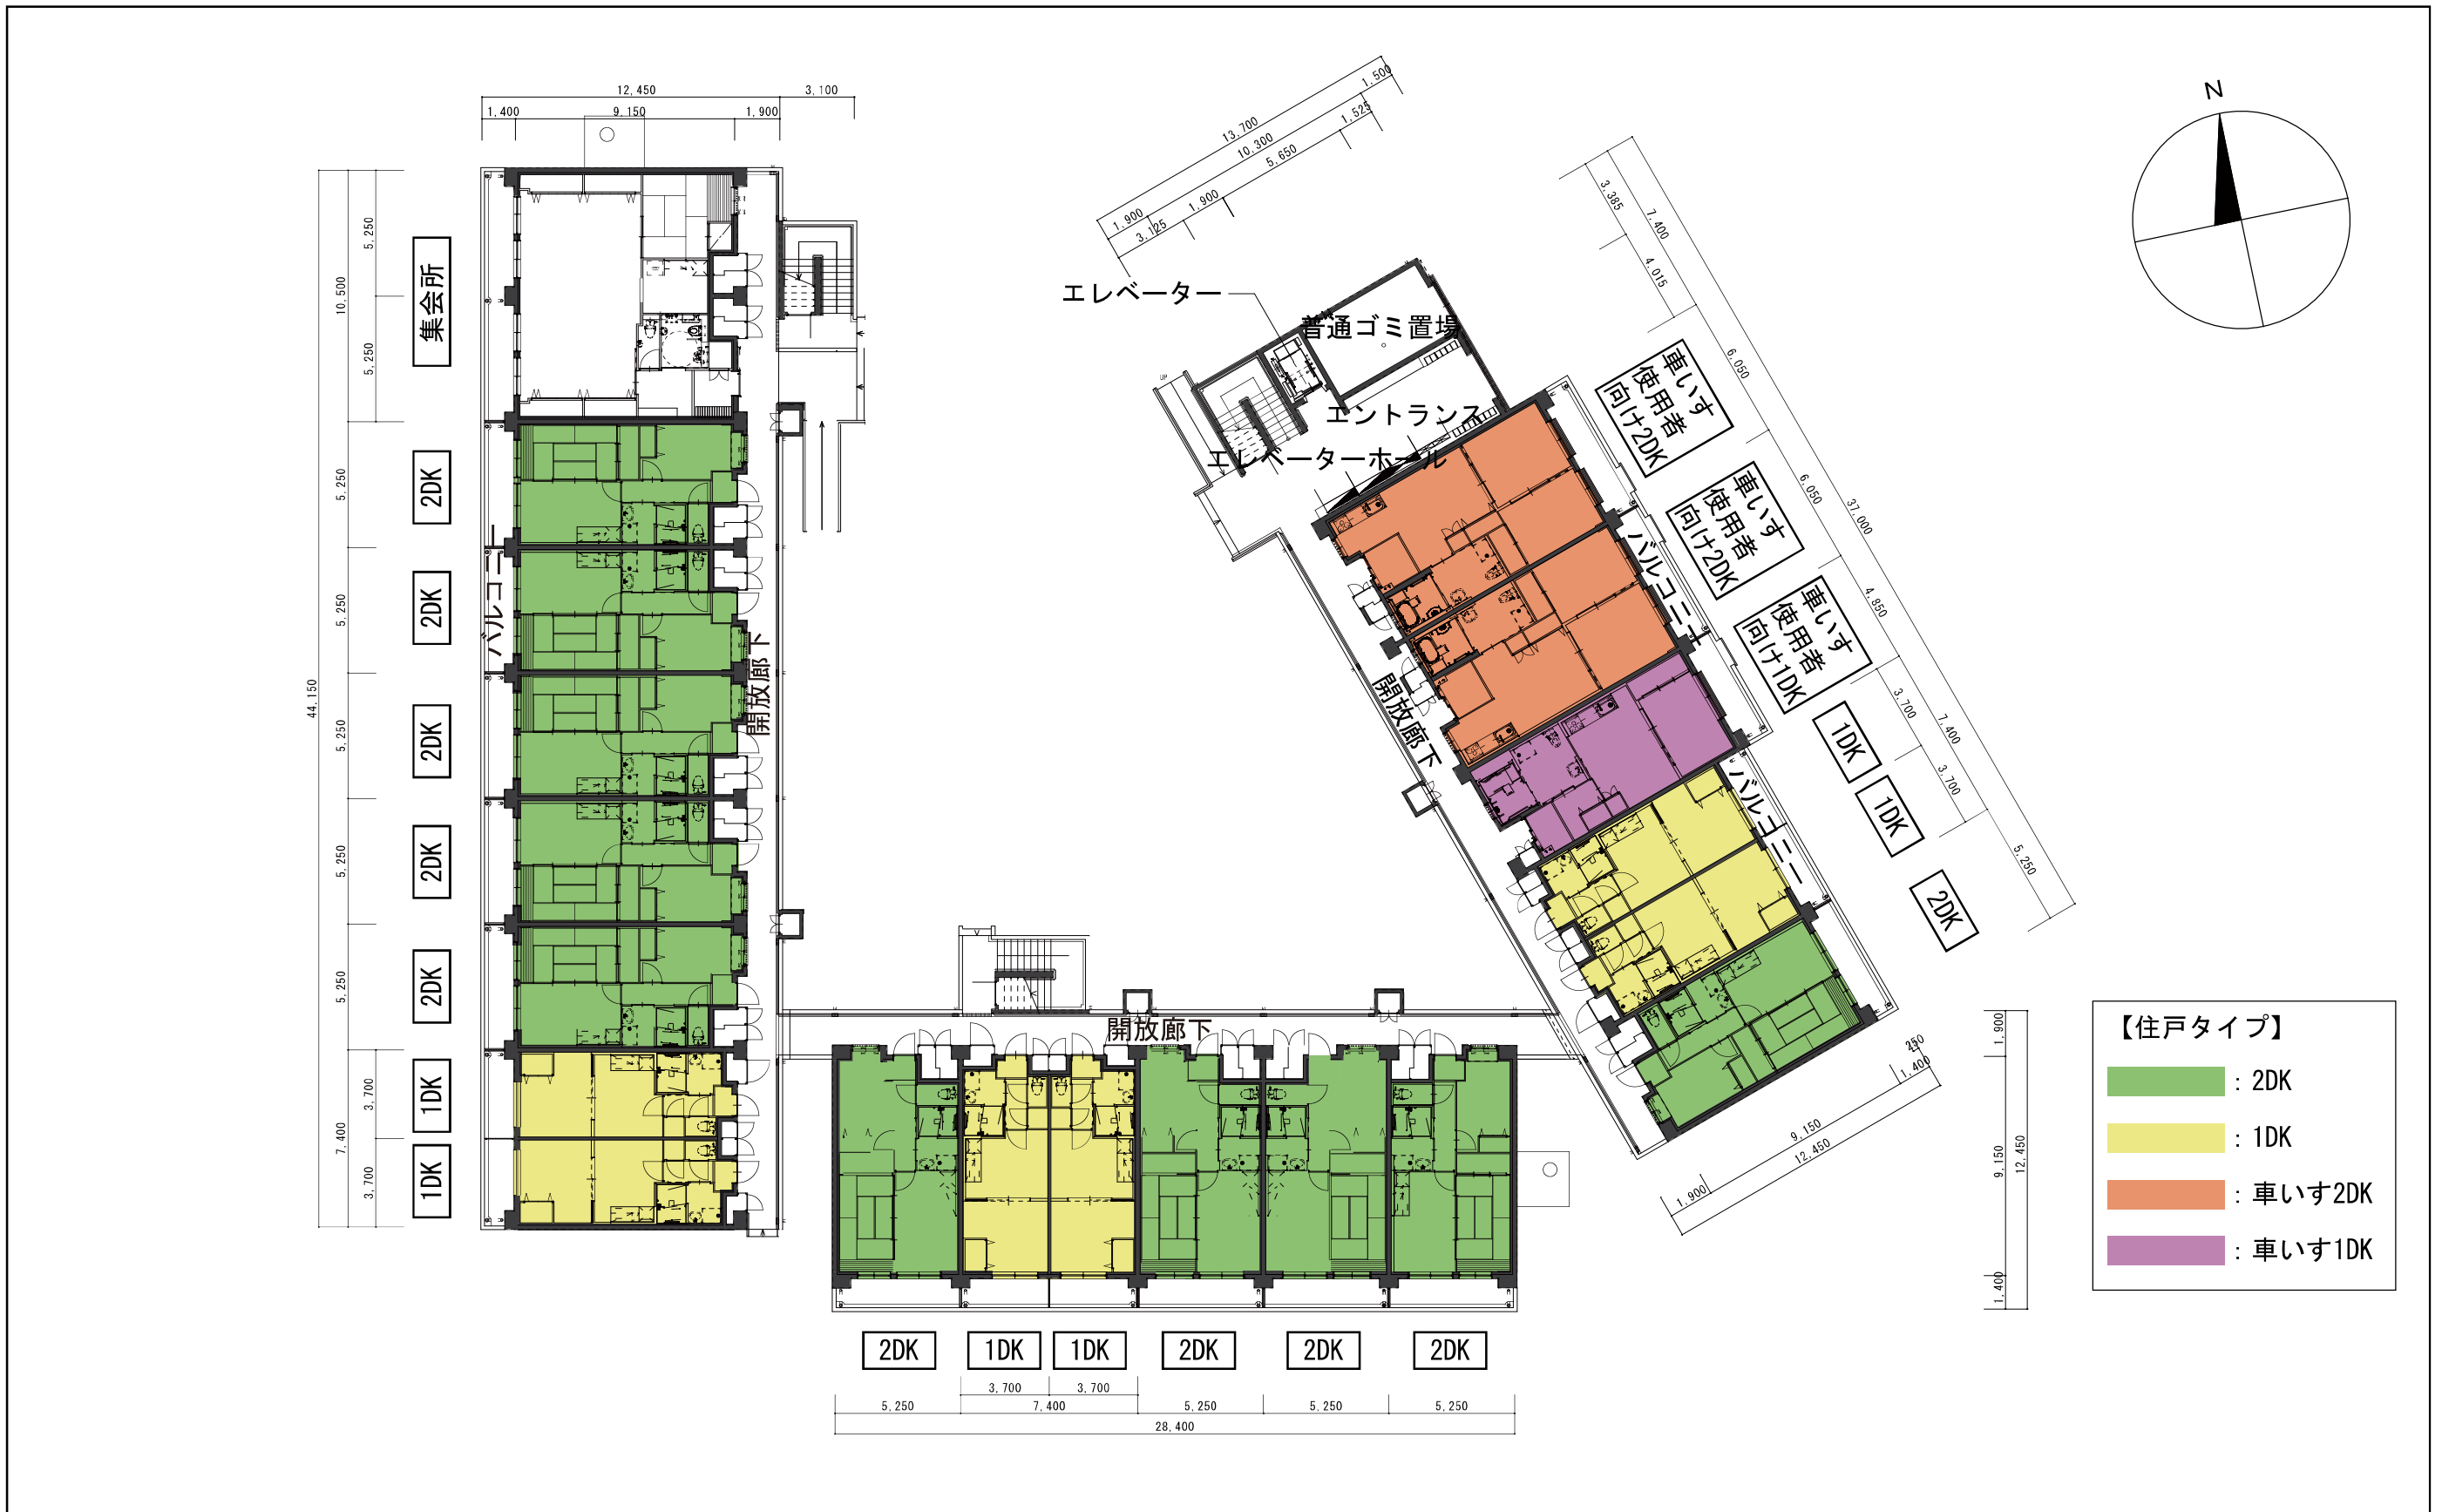 12,450
3,100
1,400
9,150
1,900
44,150
10,500
5,250
5,250
集会所
5,250
2DK
5,250
2DK
5,250
2DK
5,250
2DK
5,250
2DK
7,400
3,700
1DK
3,700
1DK
バルコニー
開放廊下
13,700
1,500
10,300
1,525
5,650
1,900
1,900
3,125
エレベーター
普通ゴミ置場
エントランス
エレベーターホール
UP
開放廊下
バルコニー
バルコニー
3,385
7,400
4,015
6,050
6,050
37,000
4,850
3,700
7,400
3,700
5,250
車いす
使用者
向け2DK
車いす
使用者
向け2DK
車いす
使用者
向け1DK
1DK
1DK
2DK
250
1,400
9,150
12,450
1,900
開放廊下
2DK
1DK
1DK
2DK
2DK
2DK
3,700
3,700
5,250
7,400
5,250
5,250
5,250
28,400
1,900
9,150
12,450
1,400
N
【住戸タイプ】
：2DK
：1DK
：車いす2DK
：車いす1DK